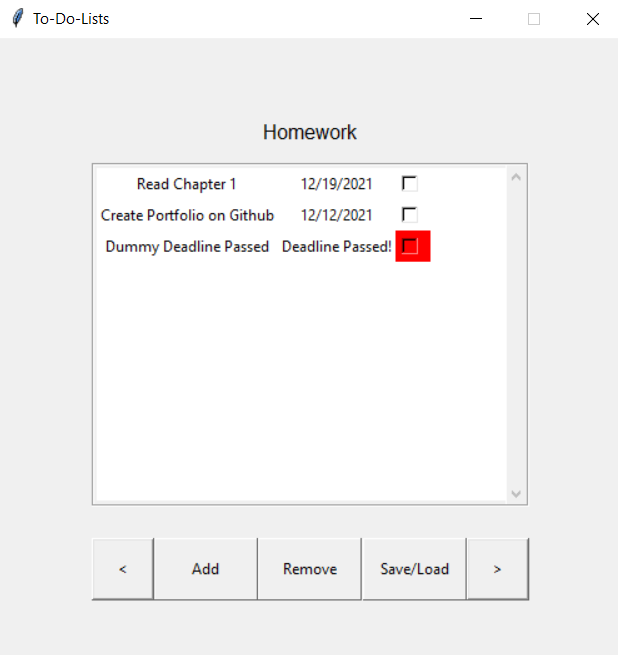 To-Do-Lists
Homework
Read Chapter 1 12/19/2021
Create Portfolio on Github 12/12/2021
Dummy Deadline Passed Deadline Passed!
< Add Remove Save/Load >